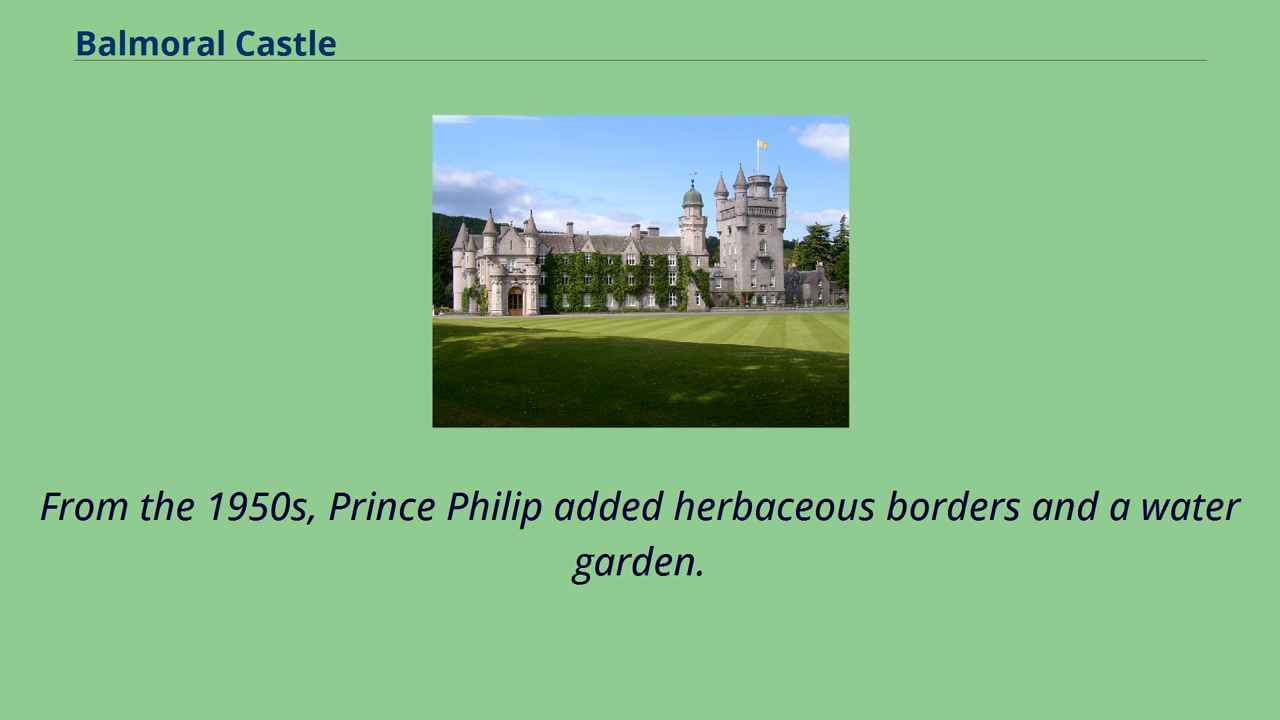 Balmoral Castle
From the 1950s, Prince Philip added herbaceous borders and a water
garden.